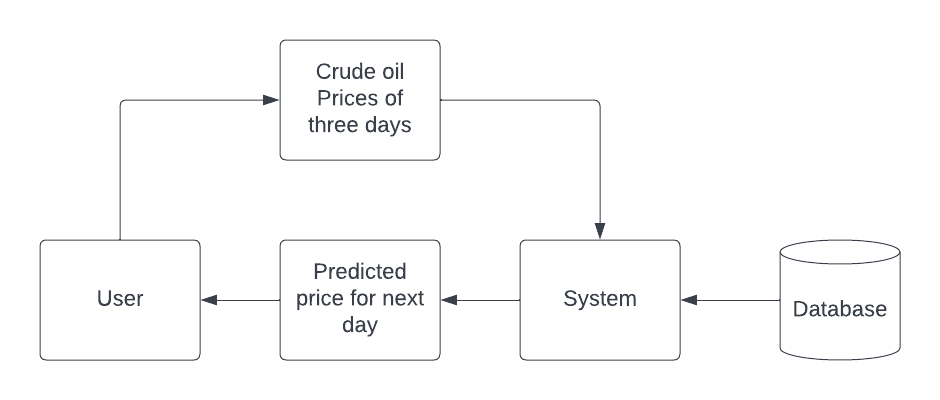 Crude oil
Prices of
three days
User
Predicted
price for next
day
System
Database